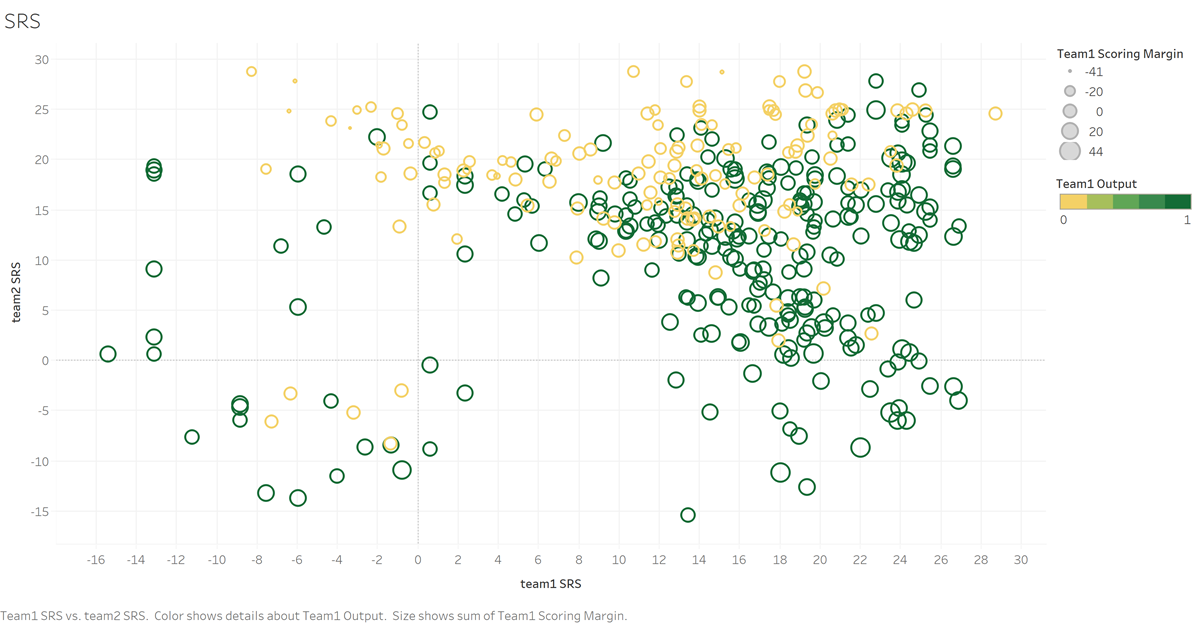 SRS
Team1 Scoring Margin
-41
-20
0
20
44
Team1 Output
0 1
30
25
20
15
10
5
0
-5
-10
-15
team2 SRS
-16 -14 -12 -10 -8 -6 -4 -2 0 2 4 6 8 10 12 14 16 18 20 22 24 26 28 30
team1 SRS
Team1 SRS vs. team2 SRS. Color shows details about Team1 Output. Size shows sum of Team1 Scoring Margin.